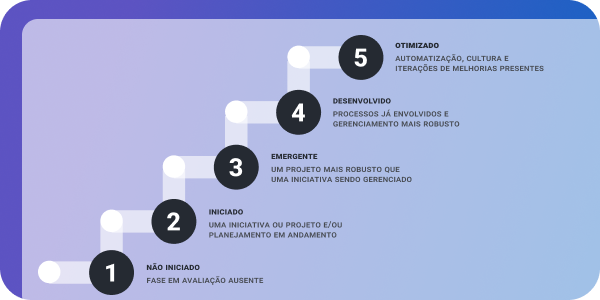 5
OTIMIZADO
AUTOMATIZAÇÃO, CULTURA E
ITERAÇÕES DE MELHORIAS PRESENTES
4
DESENVOLVIDO
PROCESSOS JÁ ENVOLVIDOS E
GERENCIAMENTO MAIS ROBUSTO
3
EMERGENTE
UM PROJETO MAIS ROBUSTO QUE
UMA INICIATIVA SENDO GERENCIADO
2
INICIADO
UMA INICIATIVA OU PROJETO E/OU
PLANEJAMENTO EM ANDAMENTO
1
NÃO INICIADO
FASE EM AVALIAÇÃO AUSENTE